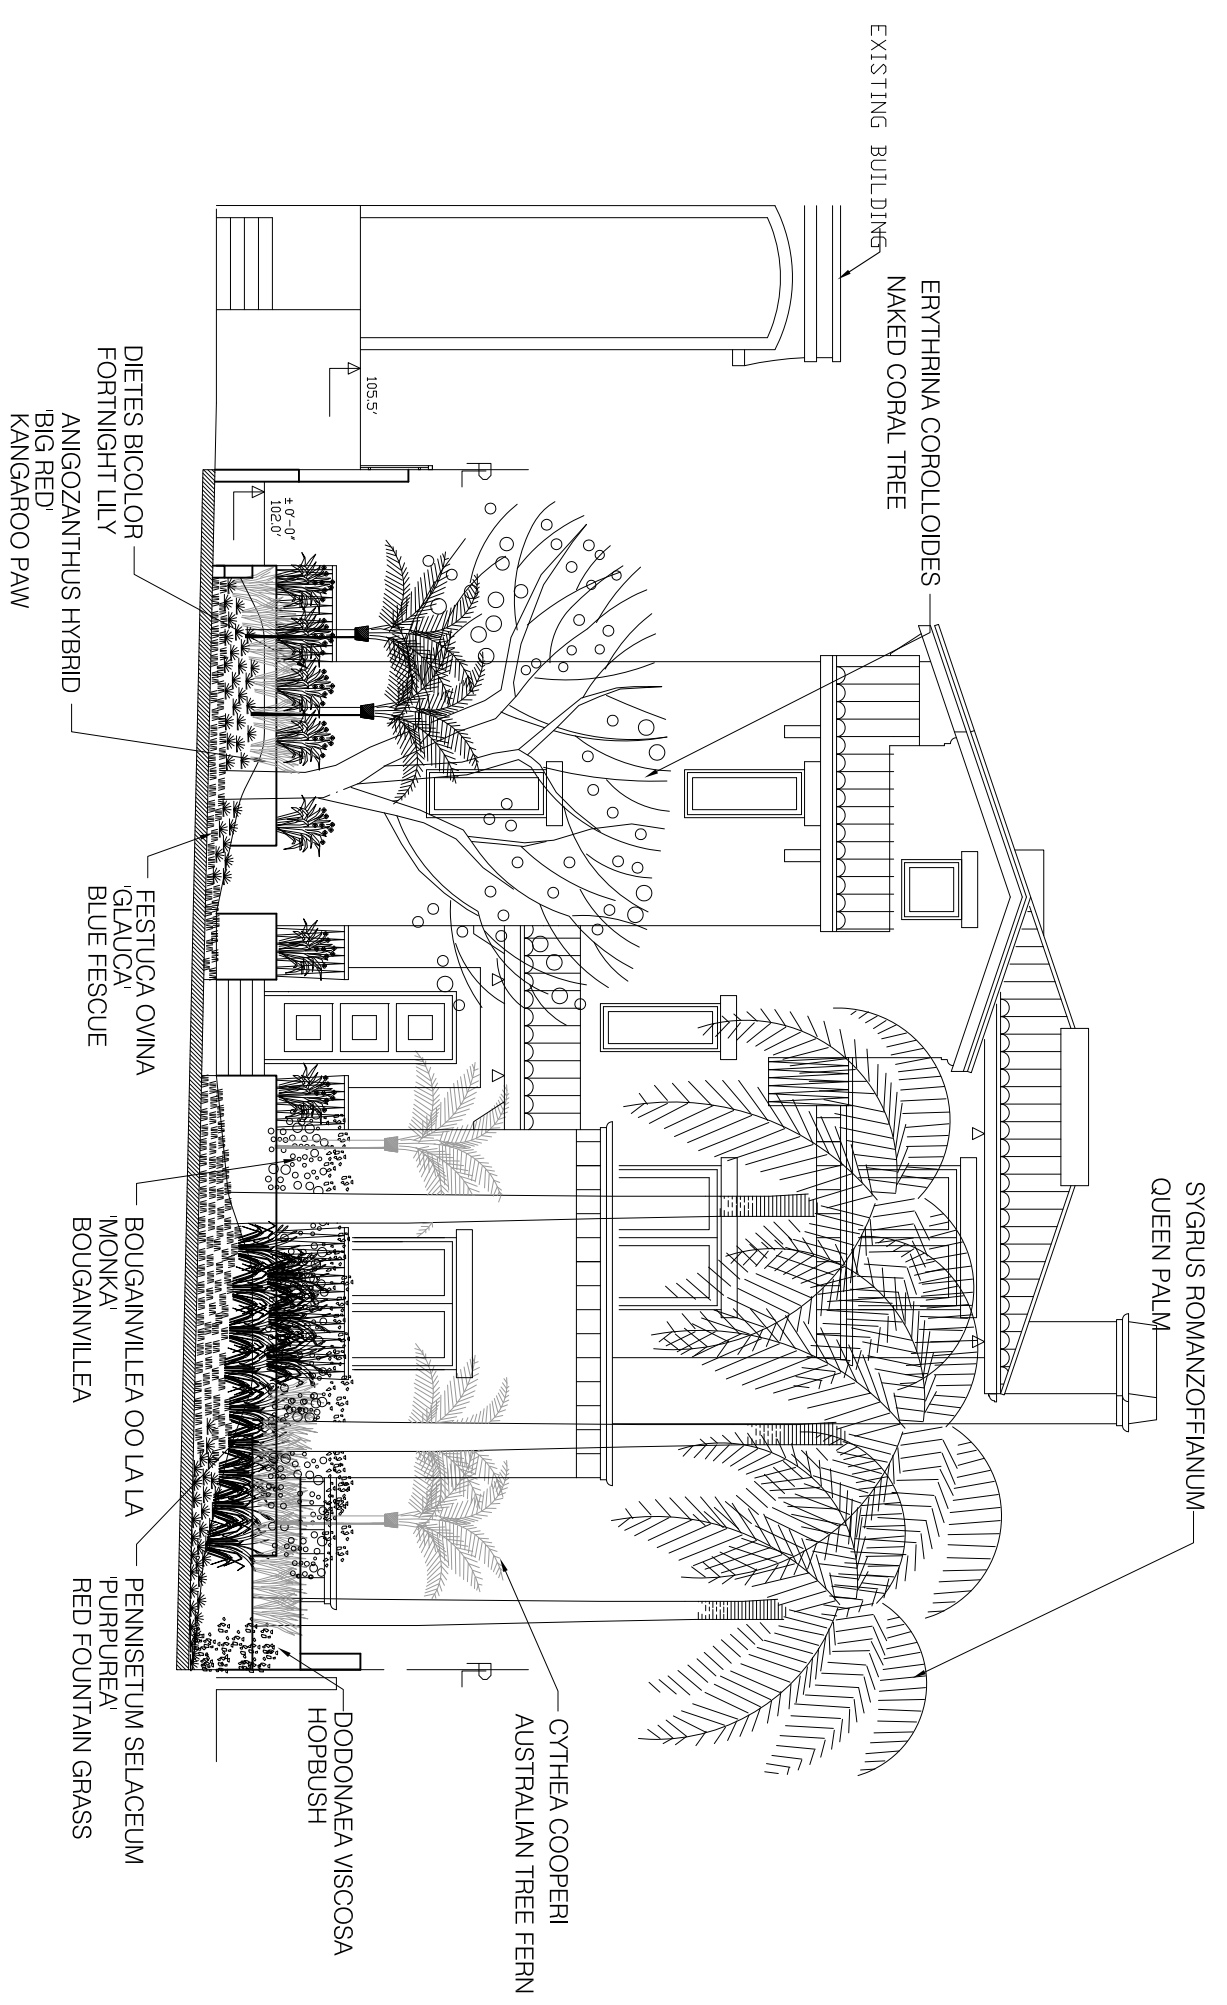 EXISTING BUILDING
ERYTHRINA COROLLOIDES
NAKED CORAL TREE
SYGRUS ROMANZOFFIANUM
QUEEN PALM
105.5'
± 0'-0"
102.0'
P
P
CYTHEA COOPERI
AUSTRALIAN TREE FERN
DODONAEA VISCOSA
HOPBUSH
DIETES BICOLOR
FORTNIGHT LILY
ANIGOZANTHUS HYBRID
'BIG RED'
KANGAROO PAW
FESTUCA OVINA
'GLAUCA'
BLUE FESCUE
BOUGAINVILLEA OO LA LA
'MONKA'
BOUGAINVILLEA
PENNISETUM SELACEUM
'PURPUREA'
RED FOUNTAIN GRASS